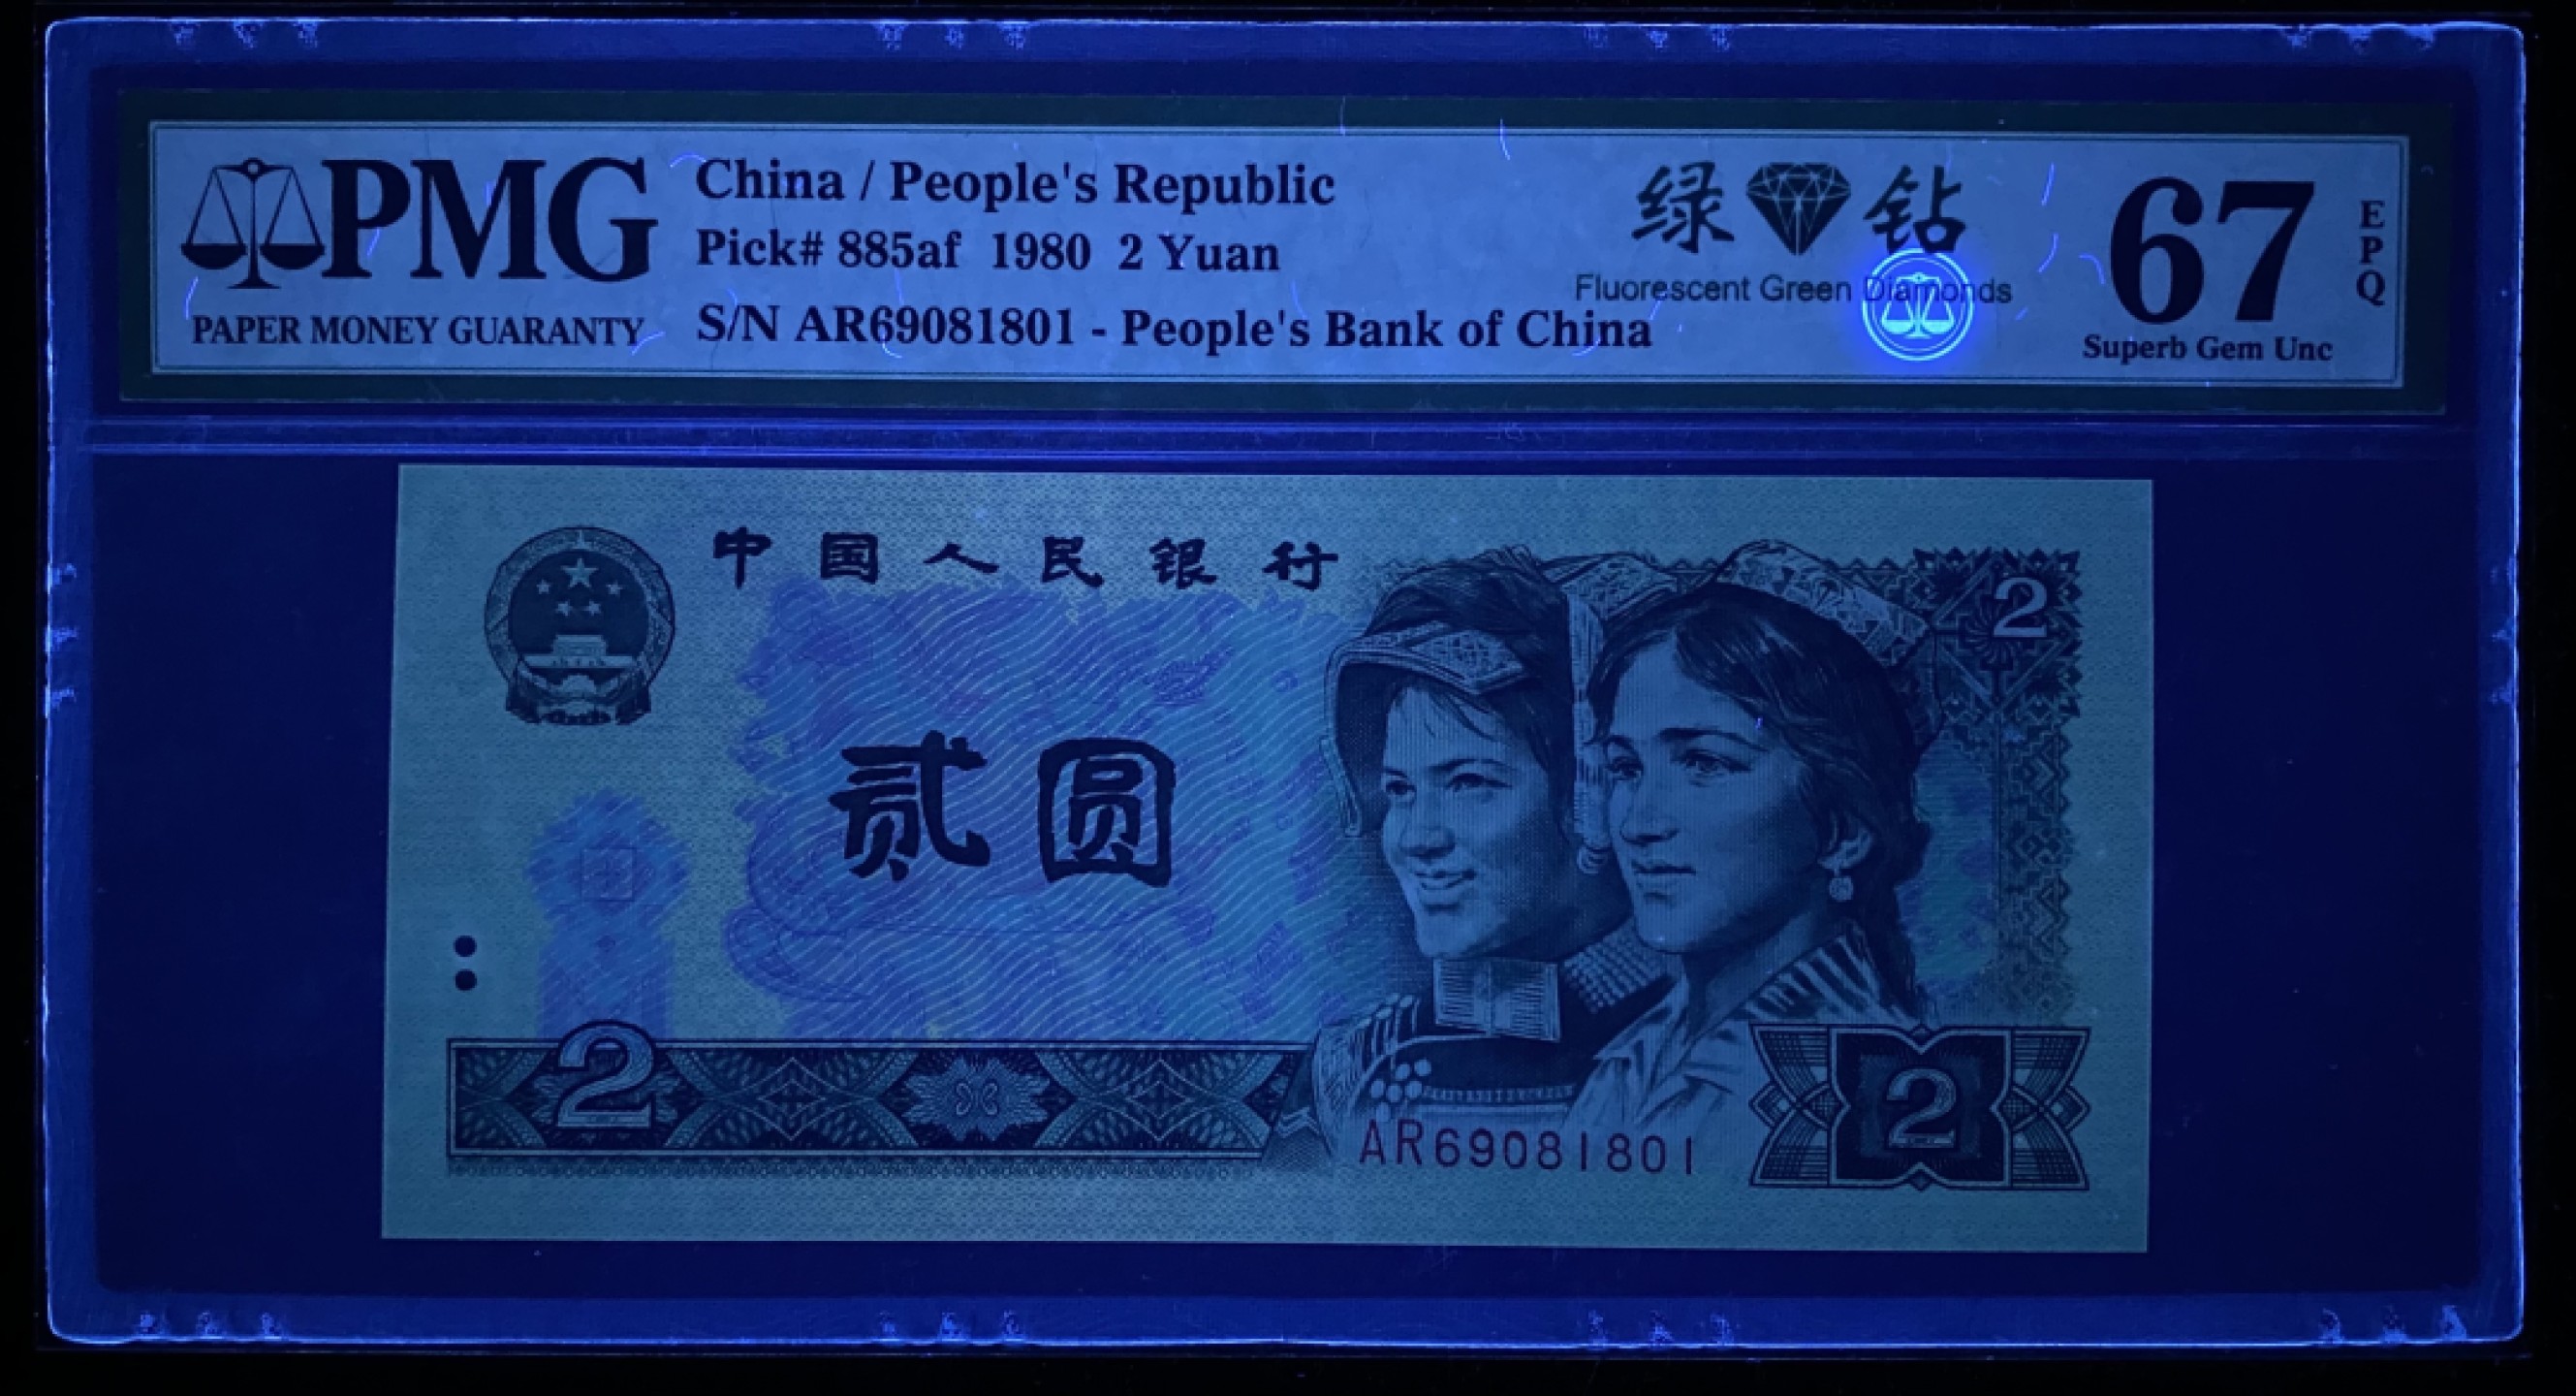 PMG
PAPER MONEY GUARANTY
China / People's Republic
Pick# 885af 1980 2 Yuan
S/N AR69081801 - People's Bank of China
绿 钻
Fluorescent Green Diamonds
67
EPQ
Superb Gem Unc
中国人民银行
2
贰圆
2
2
AR69081801